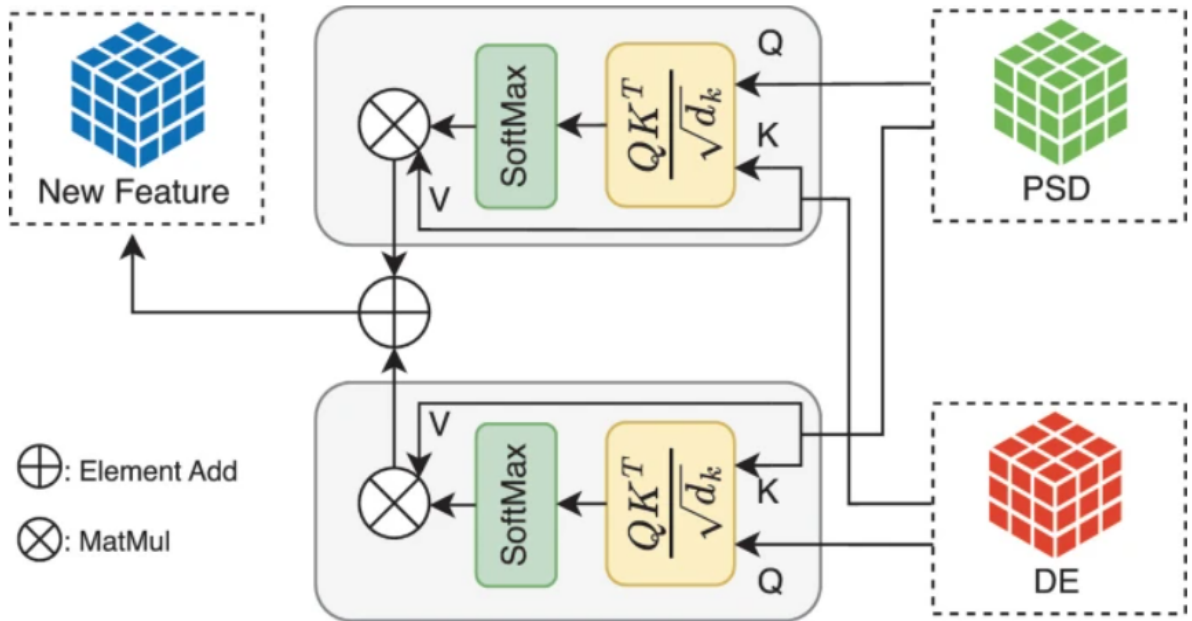 New Feature
V
SoftMax
QK^T
√d_k
Q
K
PSD
V
SoftMax
QK^T
√d_k
K
Q
DE
⊕: Element Add
⊗: MatMul